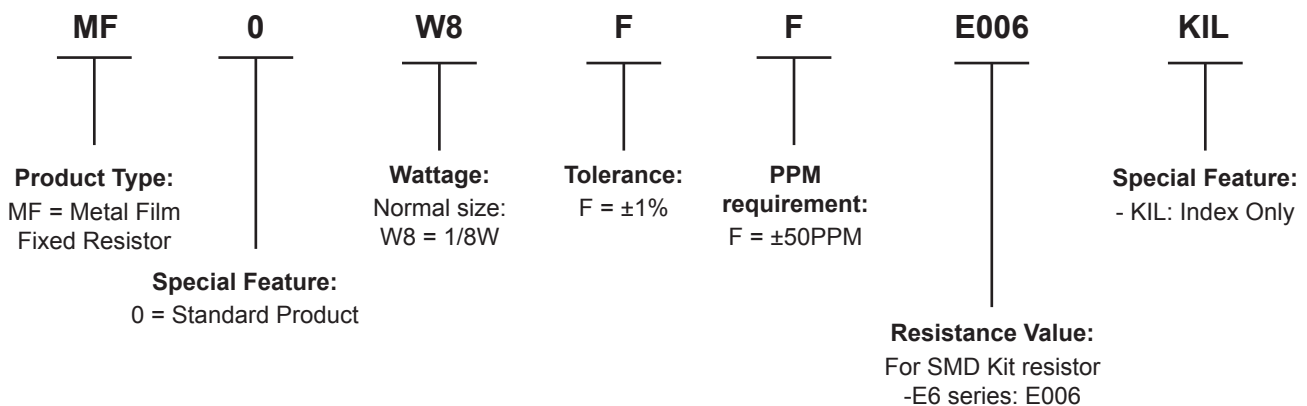 MF 0 W8 F F E006 KIL
Product Type:
MF = Metal Film
Fixed Resistor
Special Feature:
0 = Standard Product
Wattage:
Normal size:
W8 = 1/8W
Tolerance:
F = ±1%
PPM
requirement:
F = ±50PPM
Resistance Value:
For SMD Kit resistor
-E6 series: E006
Special Feature:
- KIL: Index Only